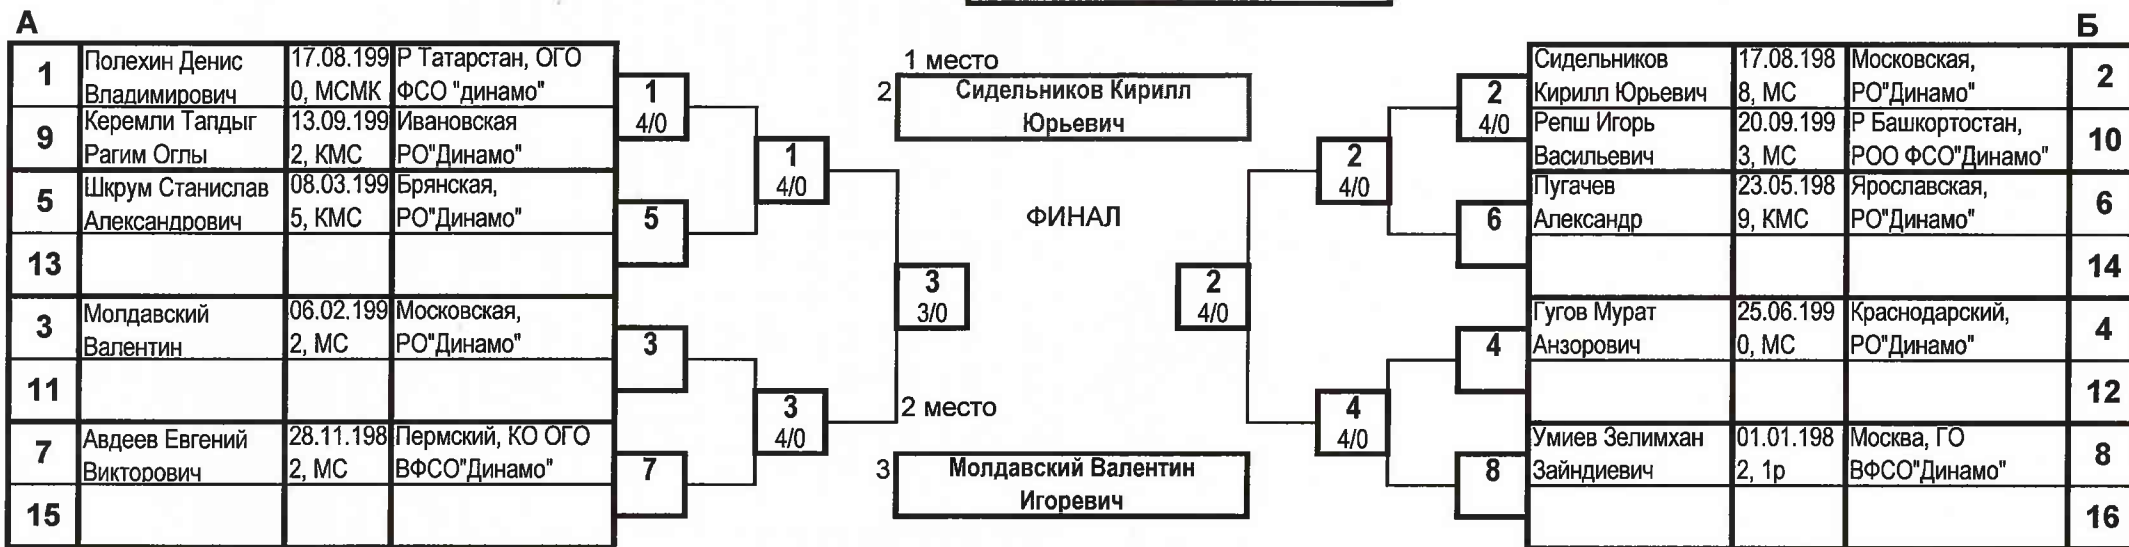 А
1
Полехин Денис
Владимирович
17.08.199
0, МСМК
Р Татарстан, ОГО
ФСО "динамо"
9
Керемли Тапдыг
Рагим Оглы
13.09.199
2, КМС
Ивановская
РО"Динамо"
5
Шкрум Станислав
Александрович
08.03.199
5, КМС
Брянская,
РО"Динамо"
13
3
Молдавский
Валентин
06.02.199
2, МС
Московская,
РО"Динамо"
11
7
Авдеев Евгений
Викторович
28.11.198
2, МС
Пермский, КО ОГО
ВФСО"Динамо"
15
1
4/0
5
3
7
1
4/0
3
4/0
3
3/0
1 место
2
Сидельников Кирилл
Юрьевич
ФИНАЛ
2 место
3
Молдавский Валентин
Игоревич
2
4/0
2
4/0
4
4/0
2
4/0
6
4
8
Б
Сидельников
Кирилл Юрьевич
17.08.198
8, МС
Московская,
РО"Динамо"
2
Репш Игорь
Васильевич
20.09.199
3, МС
Р Башкортостан,
РОО ФСО"Динамо"
10
Пугачев
Александр
23.05.198
9, КМС
Ярославская,
РО"Динамо"
6
14
Гугов Мурат
Анзорович
25.06.199
0, МС
Краснодарский,
РО"Динамо"
4
12
Умиев Зелимхан
Зайндиевич
01.01.198
2, 1р
Москва, ГО
ВФСО"Динамо"
8
16